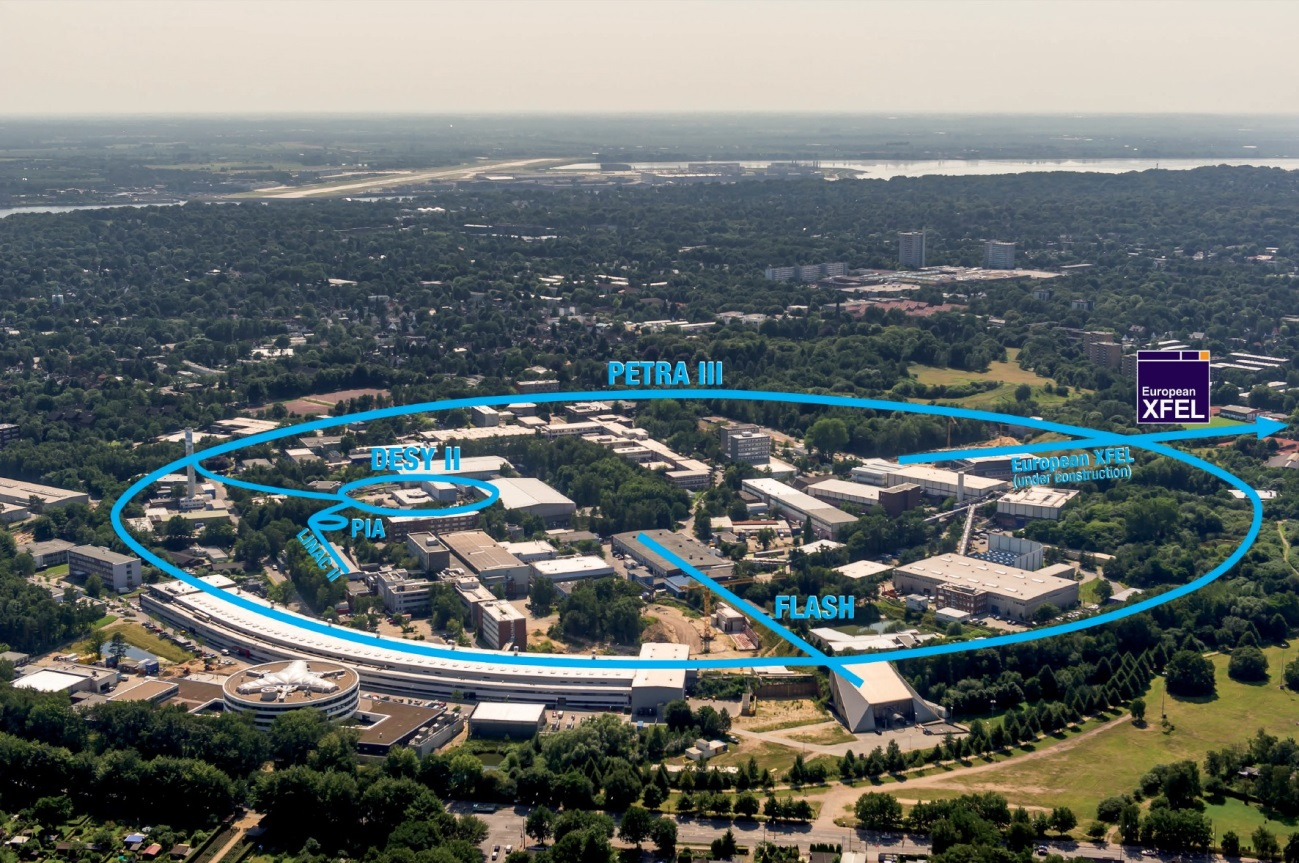 PETRA III
European
XFEL
DESY II
European XFEL
(under construction)
PIA
LINAC II
FLASH